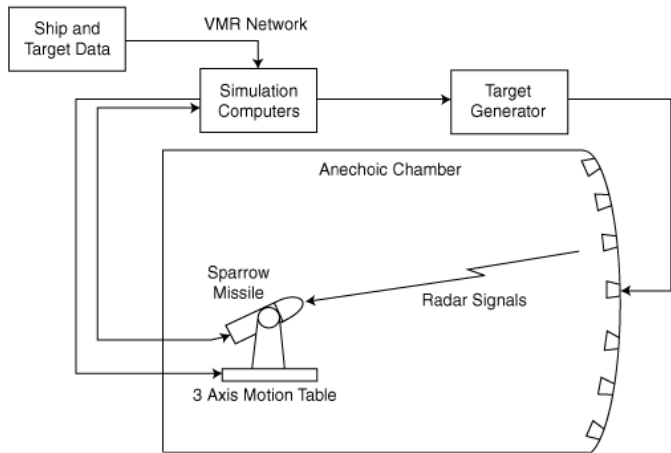 Ship and
Target Data
VMR Network
Simulation
Computers
Target
Generator
Anechoic Chamber
Sparrow
Missile
Radar Signals
3 Axis Motion Table